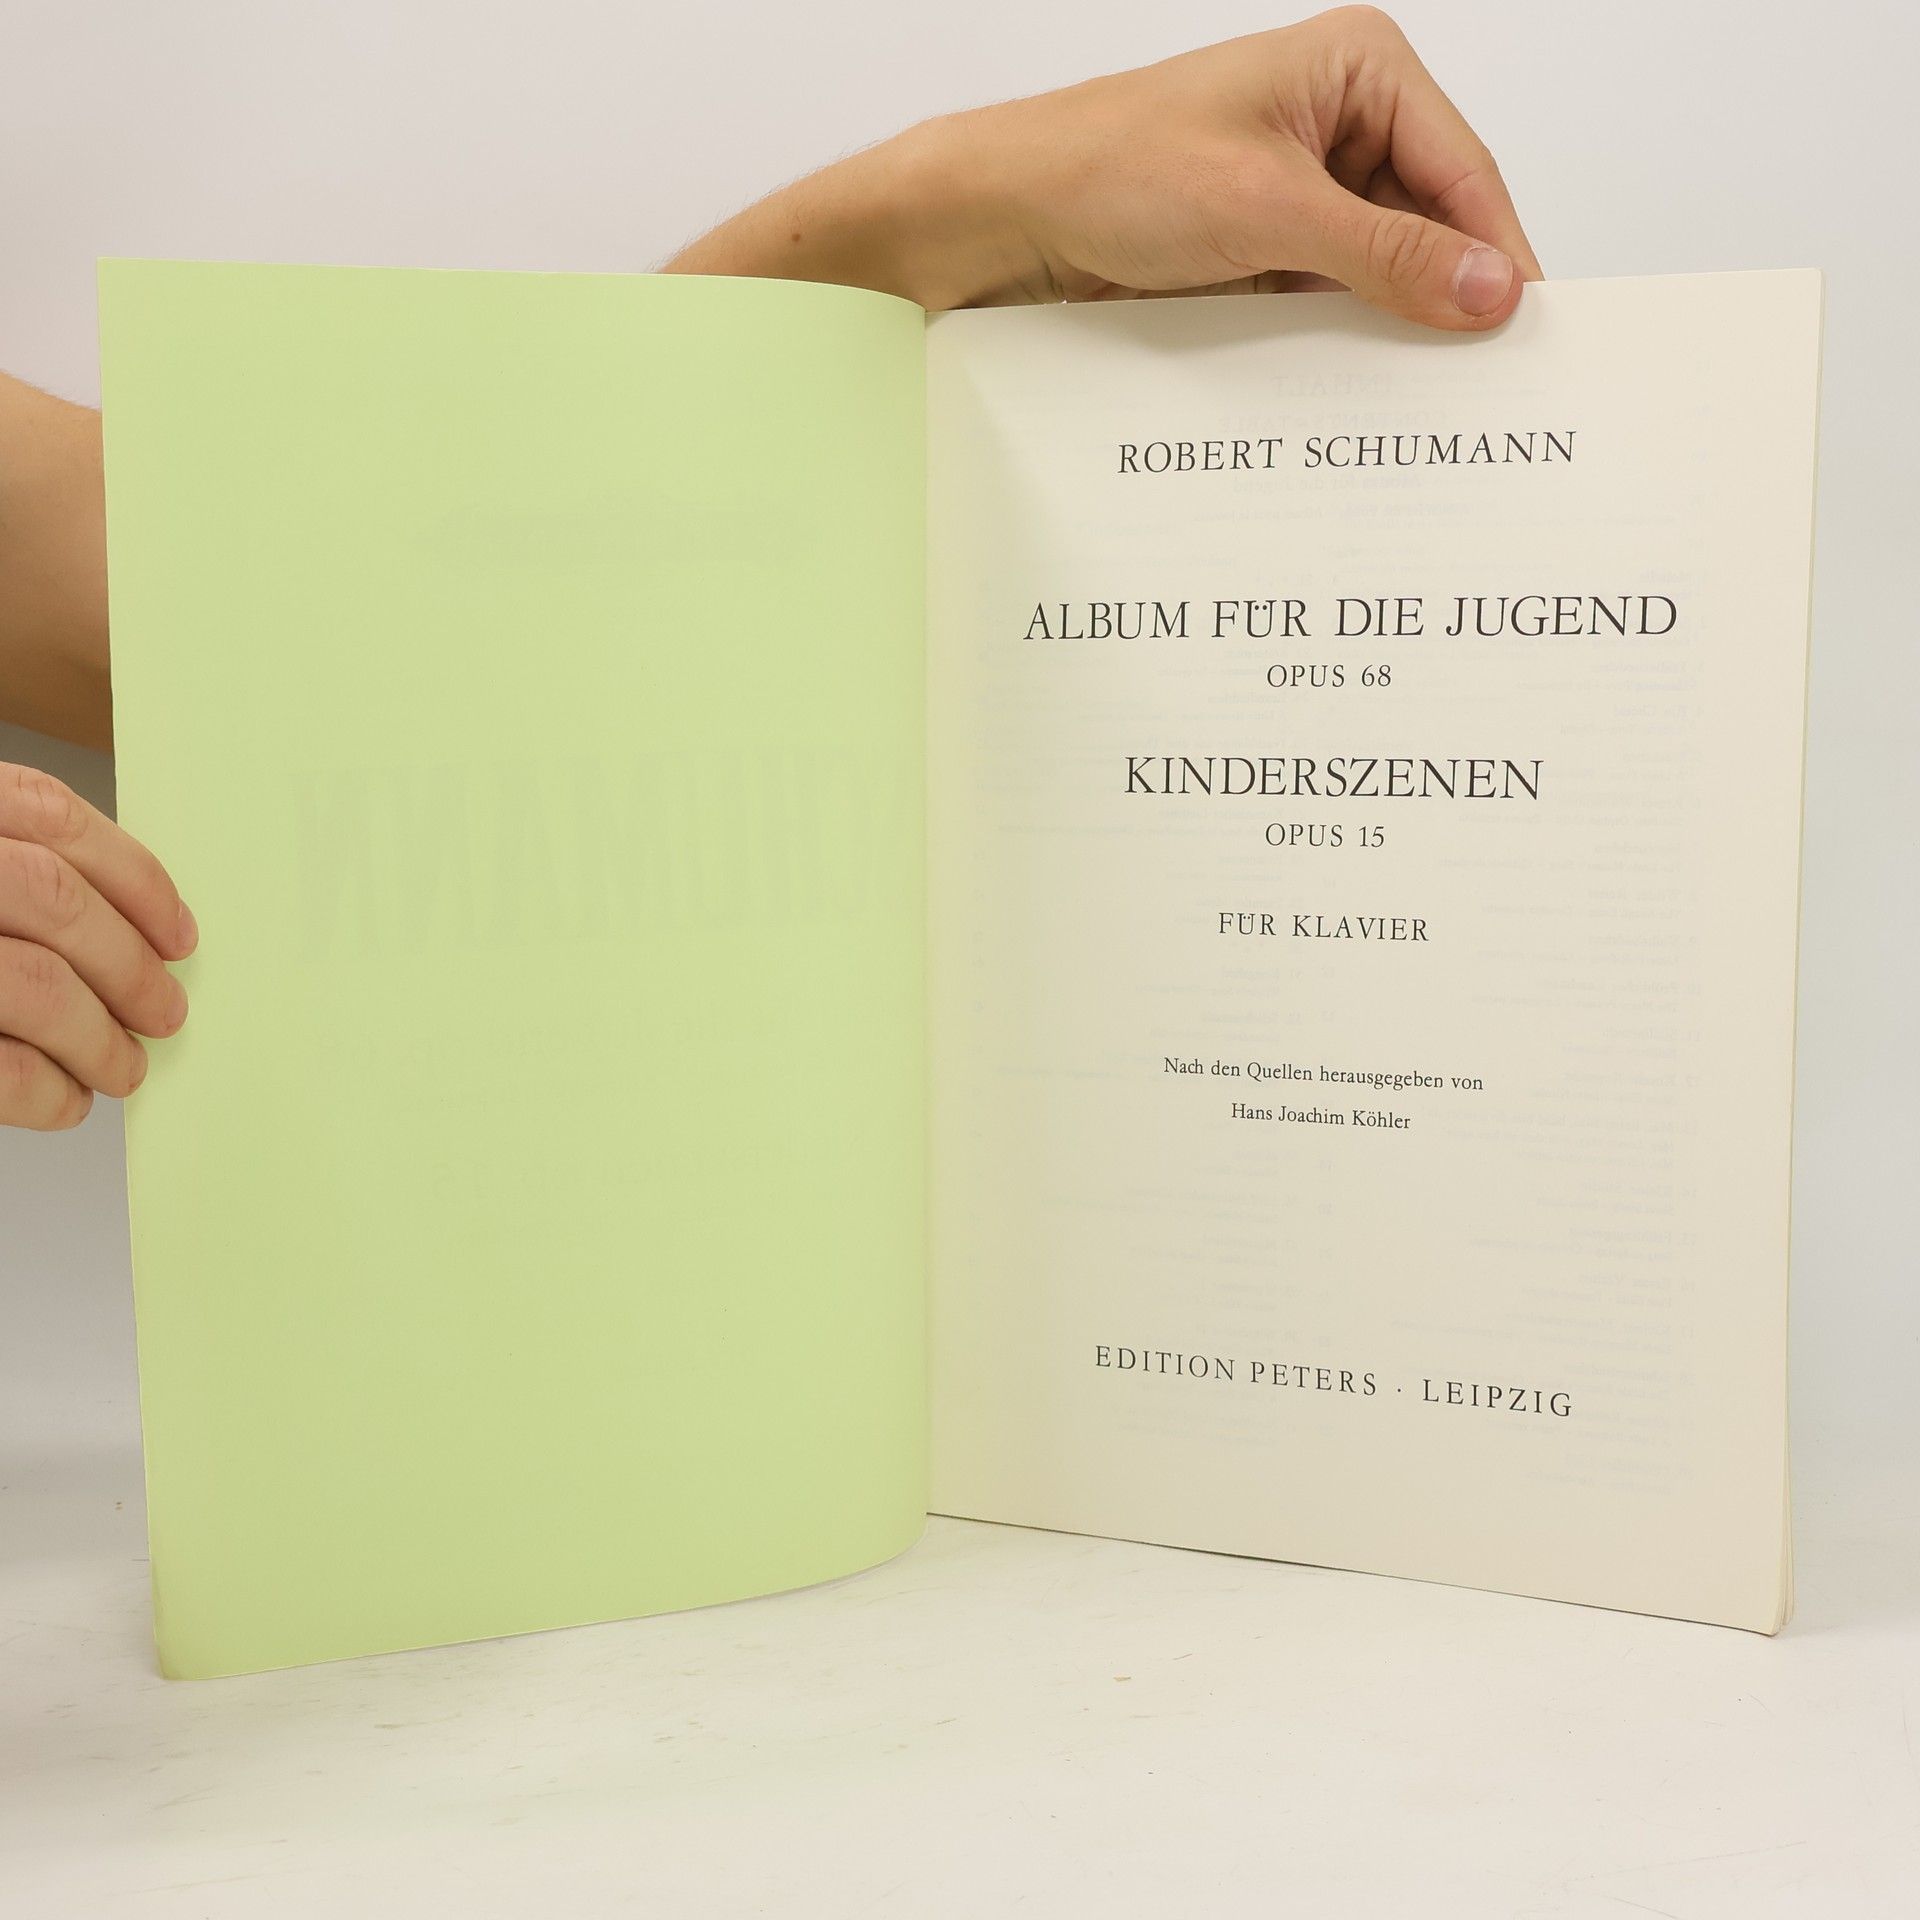 ROBERT SCHUMANN
ALBUM FÜR DIE JUGEND
OPUS 68
KINDERSZENEN
OPUS 15
FÜR KLAVIER
Nach den Quellen herausgegeben von
Hans Joachim Köhler
EDITION PETERS · LEIPZIG